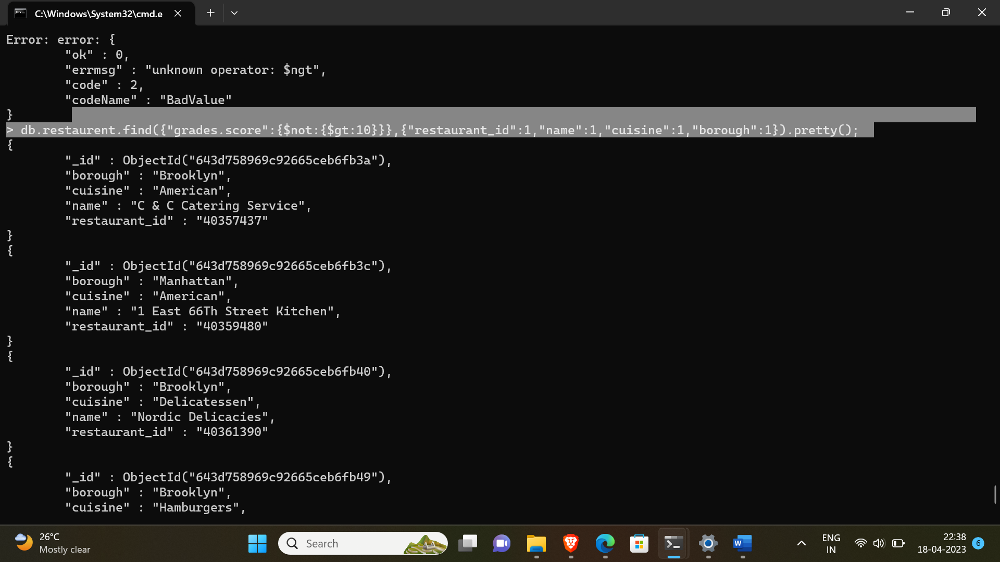 C:\Windows\System32\cmd.e
Error: error: {
"ok" : 0,
"errmsg" : "unknown operator: $ngt",
"code" : 2,
"codeName" : "BadValue"
}
> db.restaurent.find({"grades.score":{$not:{$gt:10}}},{"restaurant_id":1,"name":1,"cuisine":1,"borough":1}).pretty();
{
"_id" : ObjectId("643d758969c92665ceb6fb3a"),
"borough" : "Brooklyn",
"cuisine" : "American",
"name" : "C & C Catering Service",
"restaurant_id" : "40357437"
}
{
"_id" : ObjectId("643d758969c92665ceb6fb3c"),
"borough" : "Manhattan",
"cuisine" : "American",
"name" : "1 East 66Th Street Kitchen",
"restaurant_id" : "40359480"
}
{
"_id" : ObjectId("643d758969c92665ceb6fb40"),
"borough" : "Brooklyn",
"cuisine" : "Delicatessen",
"name" : "Nordic Delicacies",
"restaurant_id" : "40361390"
}
{
"_id" : ObjectId("643d758969c92665ceb6fb49"),
"borough" : "Brooklyn",
"cuisine" : "Hamburgers",
26°C
Mostly clear
Search
W
ENG
IN
22:38
18-04-2023
6